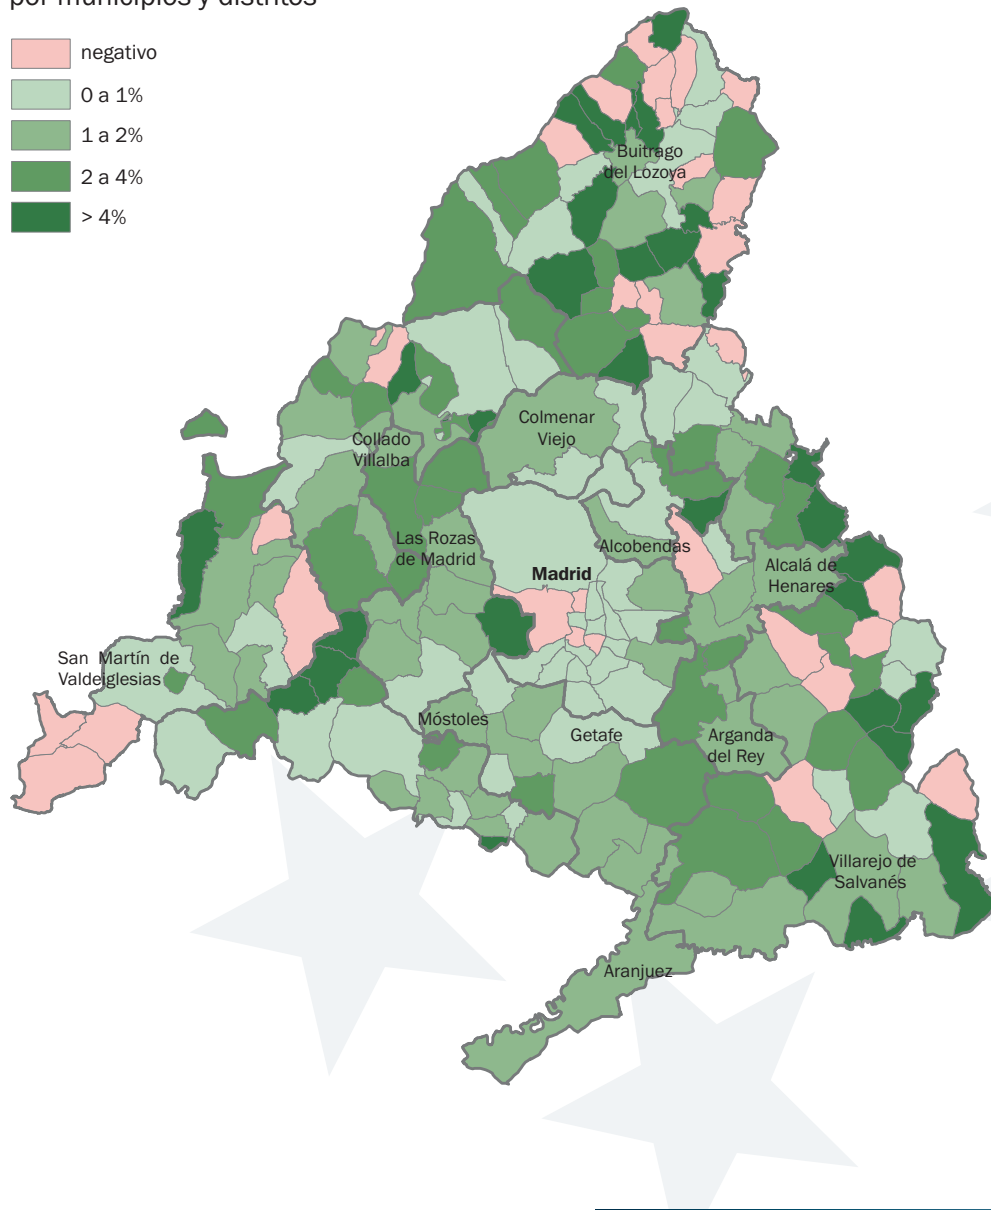 por municipios y distritos
negativo
0 a 1%
1 a 2%
2 a 4%
> 4%
Buitrago
del Lozoya
Colmenar
Viejo
Collado
Villalba
Las Rozas
de Madrid
Alcobendas
Madrid
Alcalá de
Henares
San Martín de
Valdeiglesias
Móstoles
Getafe
Arganda
del Rey
Villarejo de
Salvanés
Aranjuez